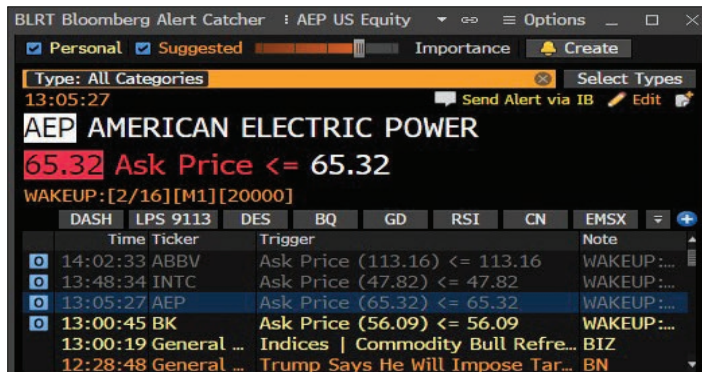 BLRT Bloomberg Alert Catcher AEP US Equity Options
Personal Suggested Importance Create
Type: All Categories Select Types
13:05:27 Send Alert via IB Edit
AEP AMERICAN ELECTRIC POWER
65.32 Ask Price <= 65.32
WAKEUP:[2/16][M1][20000]
DASH LPS 9113 DES BQ GD RSI CN EMSX
Time Ticker Trigger Note
14:02:33 ABBV Ask Price (113.16) <= 113.16 WAKEUP:...
13:48:34 INTC Ask Price (47.82) <= 47.82 WAKEUP:...
13:05:27 AEP Ask Price (65.32) <= 65.32 WAKEUP:...
13:00:45 BK Ask Price (56.09) <= 56.09 WAKEUP:...
13:00:19 General ... Indices | Commodity Bull Refre... BIZ
12:28:48 General ... Trump Says He Will Impose Tar... BN